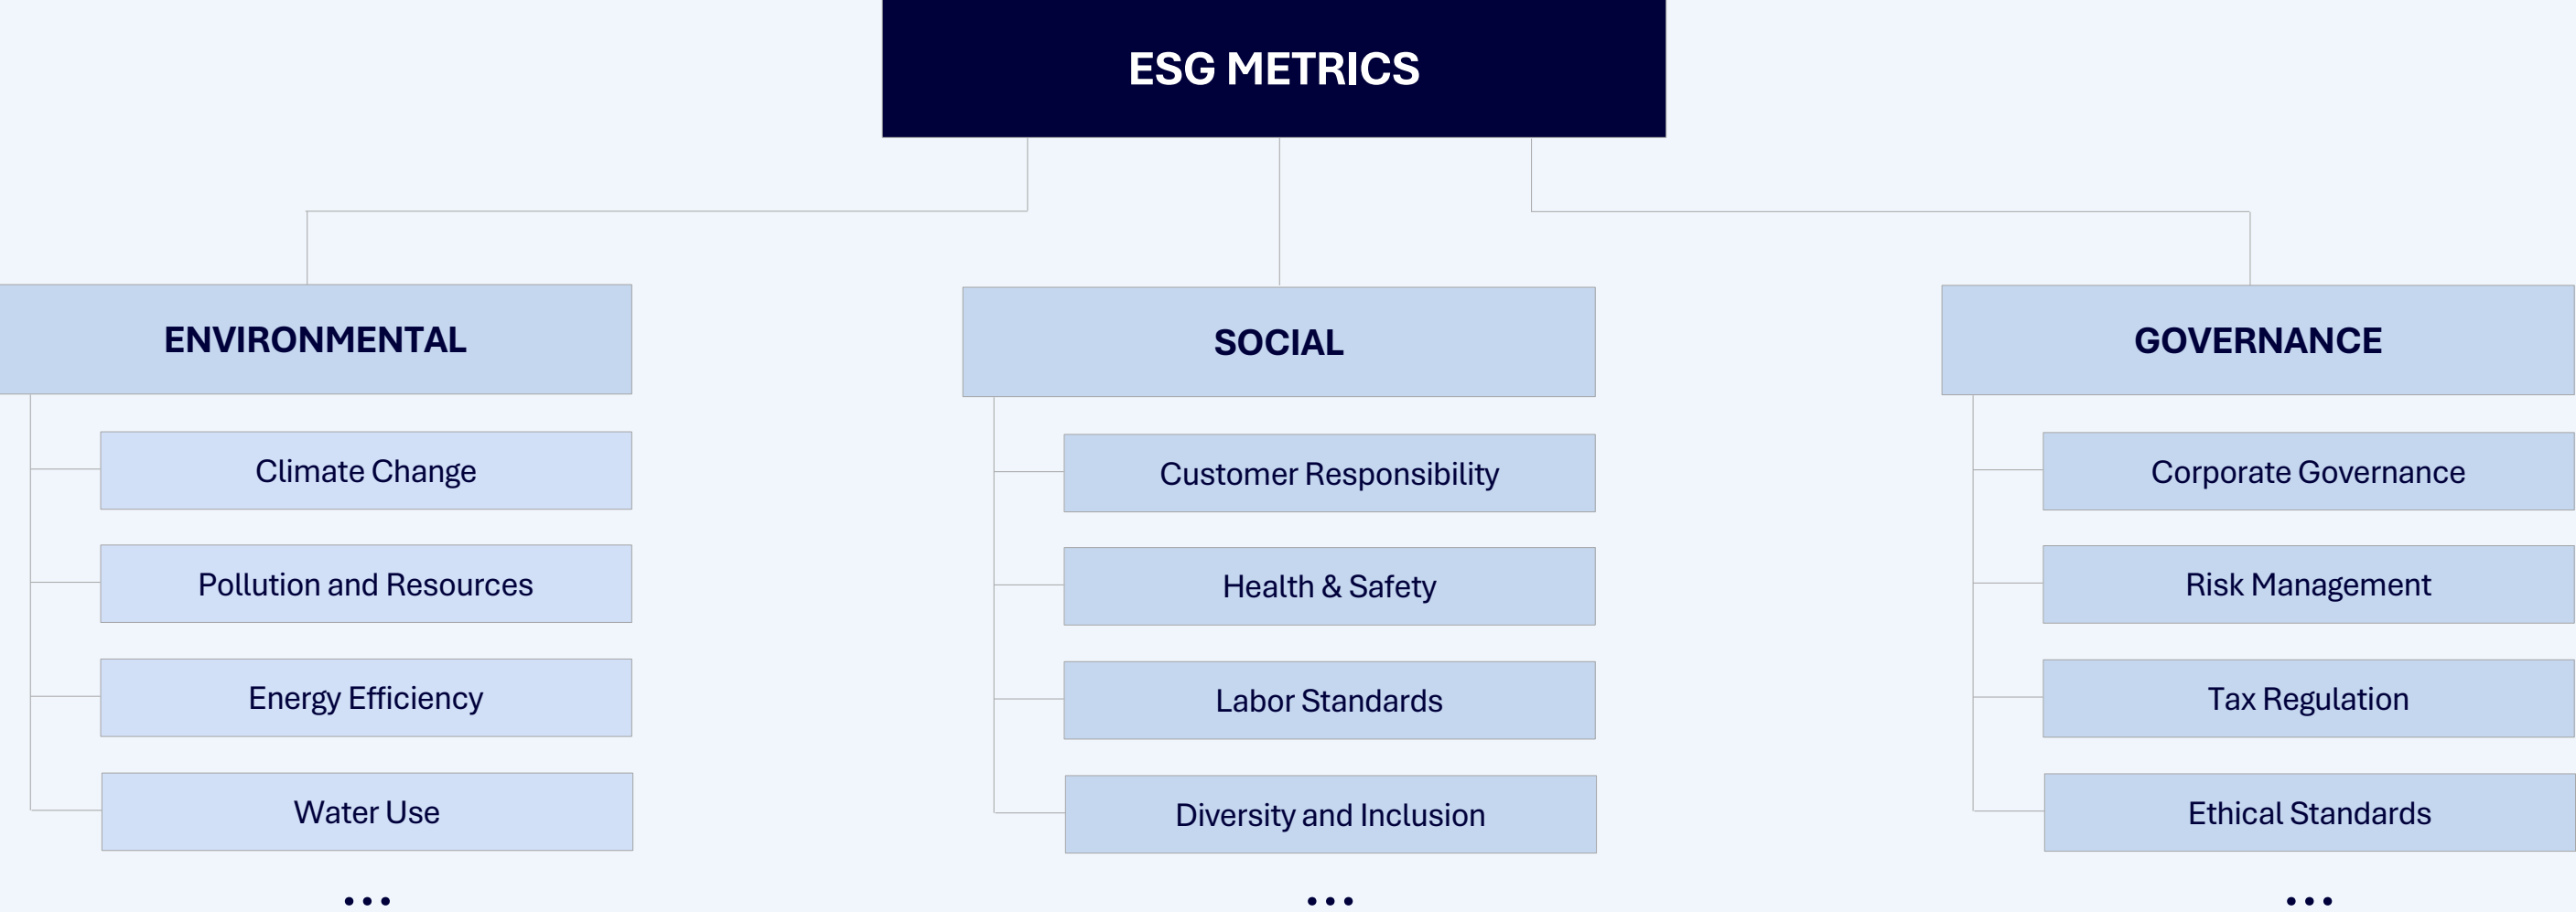 ESG METRICS
ENVIRONMENTAL
Climate Change
Pollution and Resources
Energy Efficiency
Water Use
...
SOCIAL
Customer Responsibility
Health & Safety
Labor Standards
Diversity and Inclusion
...
GOVERNANCE
Corporate Governance
Risk Management
Tax Regulation
Ethical Standards
...